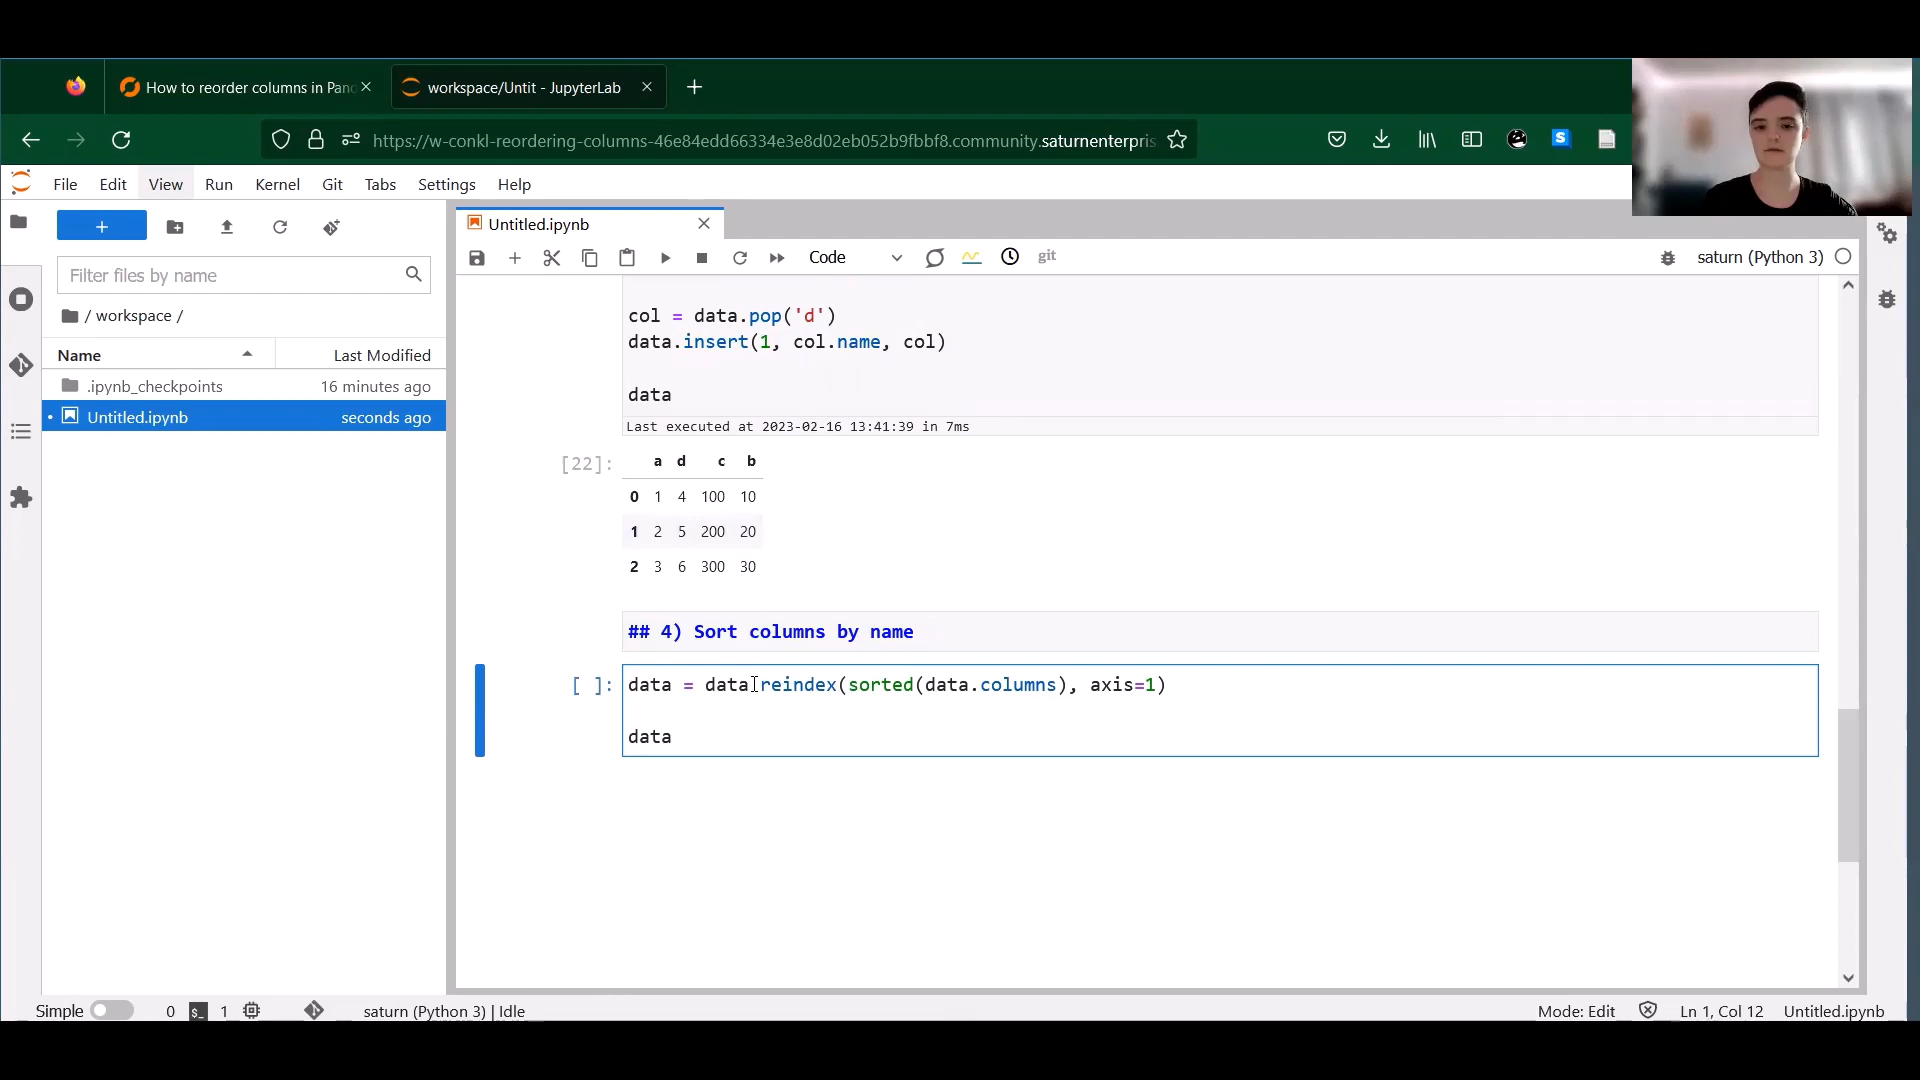 How to reorder columns in Pan
workspace/Untit - JupyterLab
https://w-conkl-reordering-columns-46e84edd66334e3e8d02eb052b9fbbf8.community.saturnenterpris
S
File Edit View Run Kernel Git Tabs Settings Help
+
Untitled.ipynb
Code
git
saturn (Python 3)
Filter files by name
/ workspace /
Name Last Modified
.ipynb_checkpoints 16 minutes ago
Untitled.ipynb seconds ago
col = data.pop('d')
data.insert(1, col.name, col)
data
Last executed at 2023-02-16 13:41:39 in 7ms
[22]:
a d c b
0 1 4 100 10
1 2 5 200 20
2 3 6 300 30
## 4) Sort columns by name
[ ]: data = data.reindex(sorted(data.columns), axis=1)
data
Simple 0 $_ 1 saturn (Python 3) | Idle
Mode: Edit Ln 1, Col 12 Untitled.ipynb